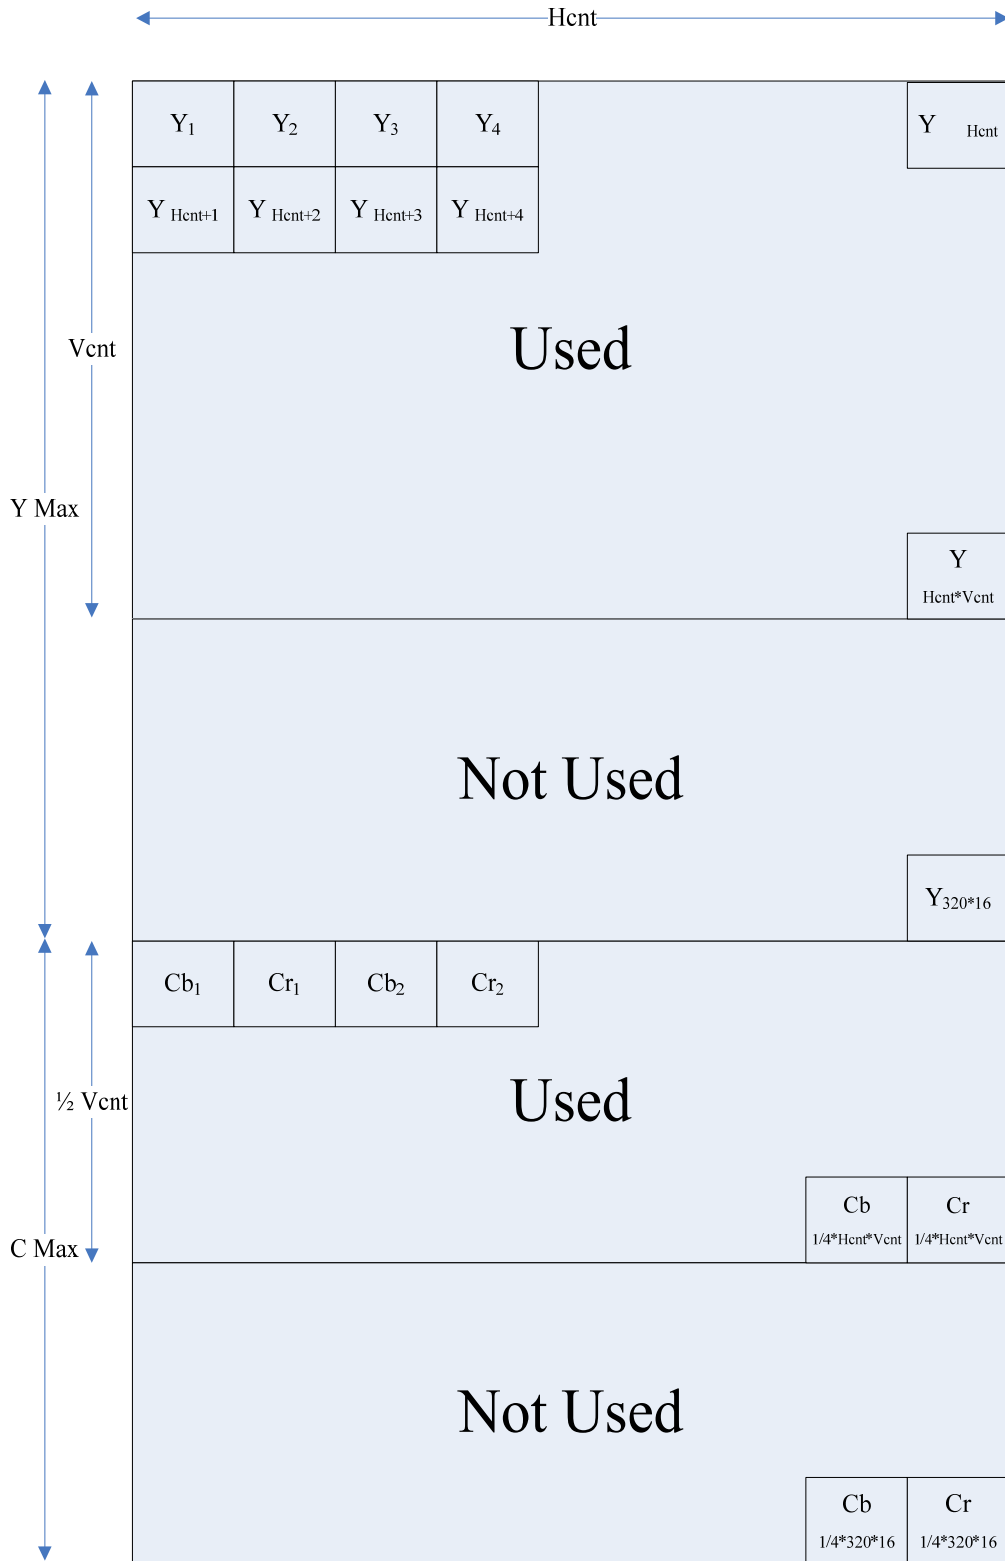 Hcnt
Y1 Y2 Y3 Y4 Y Hcnt
Y Hcnt+1 Y Hcnt+2 Y Hcnt+3 Y Hcnt+4
Vcnt
Used
Y Max
Y
Hcnt*Vcnt
Not Used
Y320*16
Cb1 Cr1 Cb2 Cr2
½ Vcnt
Used
C Max
Cb Cr
1/4*Hcnt*Vcnt 1/4*Hcnt*Vcnt
Not Used
Cb Cr
1/4*320*16 1/4*320*16